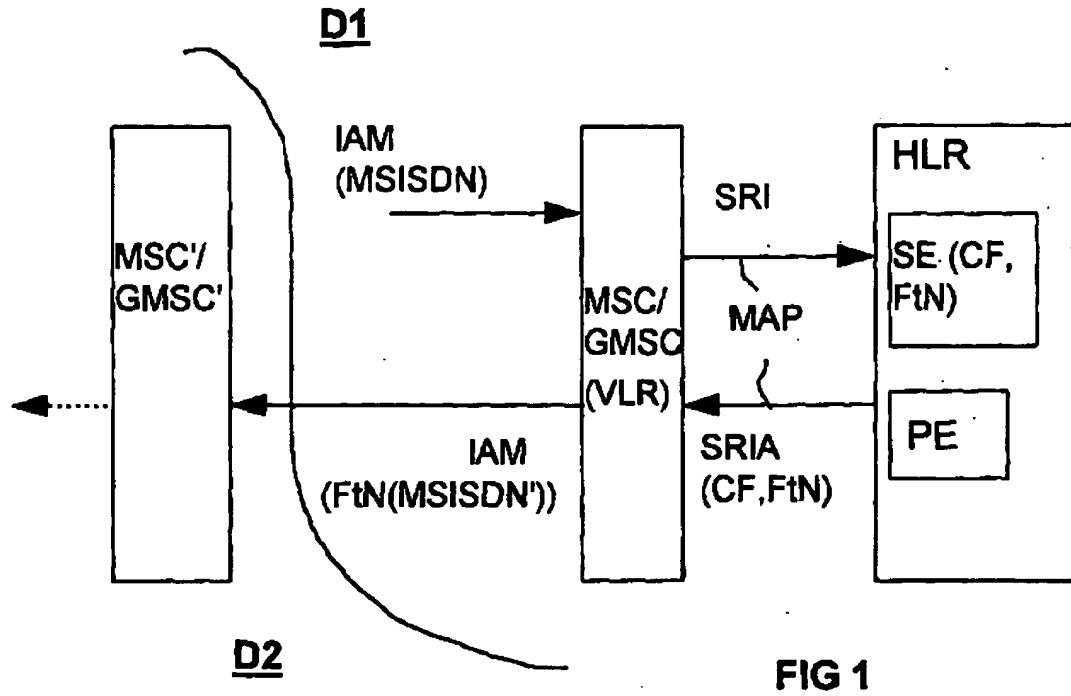 D1
IAM
(MSISDN)
MSC'/
GMSC'
SRI
MAP
MSC/
GMSC
(VLR)
HLR
SE (CF,
FtN)
PE
IAM
(FtN(MSISDN'))
SRIA
(CF,FtN)
D2
FIG 1